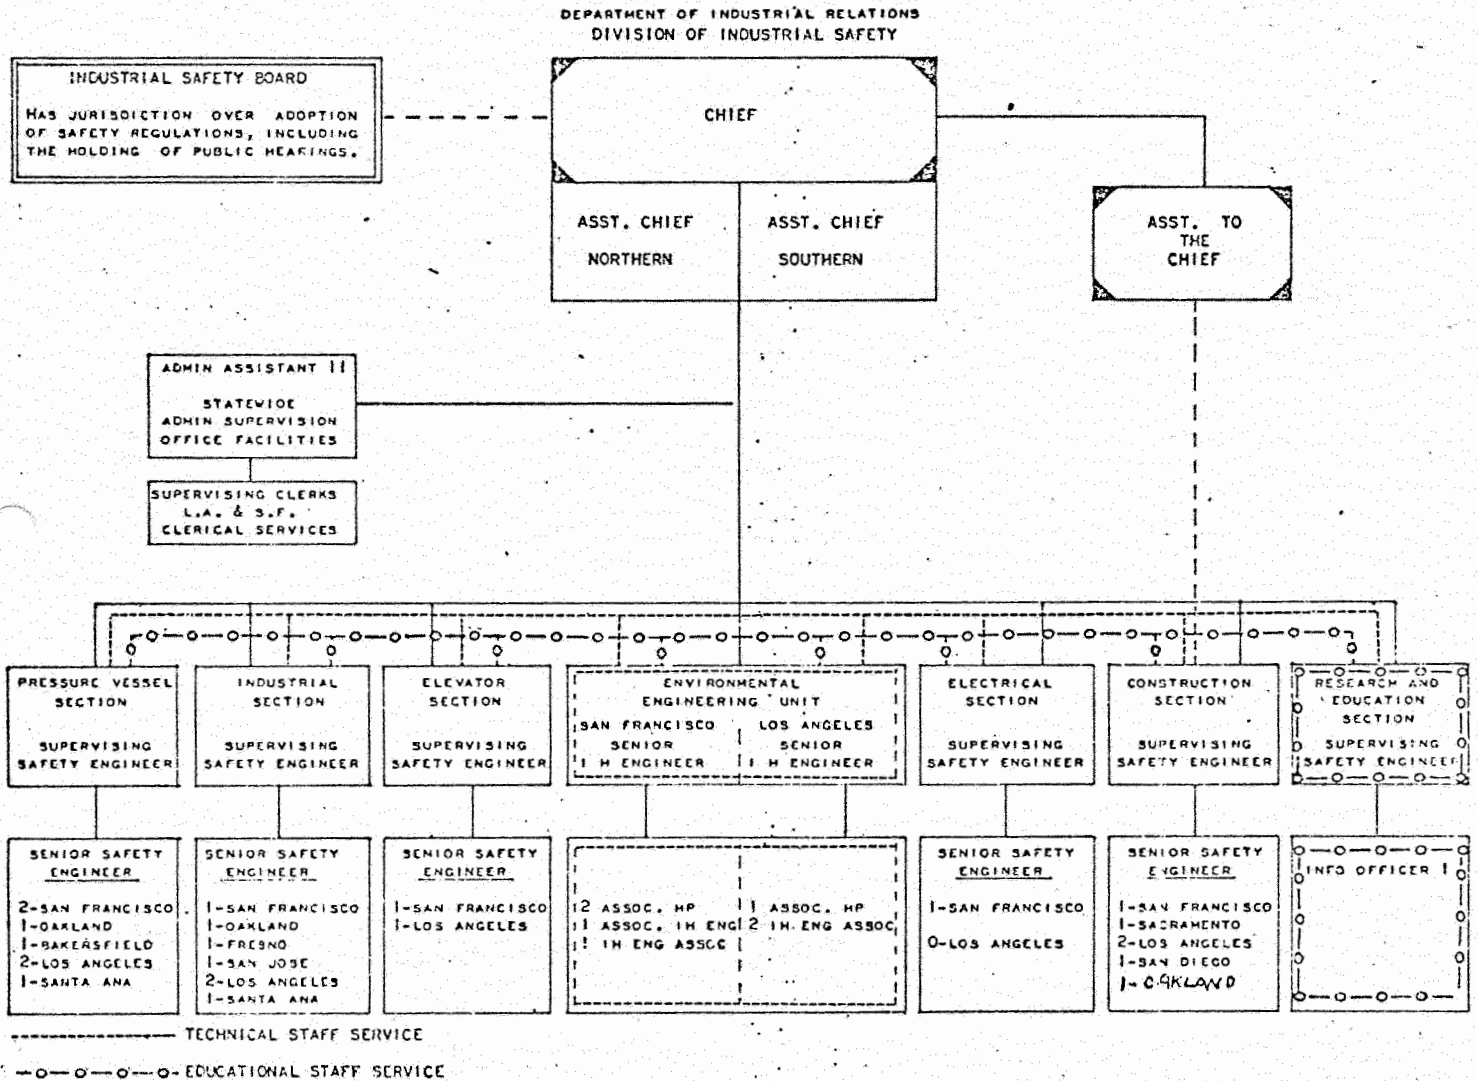 DEPARTMENT OF INDUSTRIAL RELATIONS
DIVISION OF INDUSTRIAL SAFETY
INDUSTRIAL SAFETY BOARD
HAS JURISDICTION OVER ADOPTION
OF SAFETY REGULATIONS, INCLUDING
THE HOLDING OF PUBLIC HEARINGS.
CHIEF
ASST. CHIEF
NORTHERN
ASST. CHIEF
SOUTHERN
ASST. TO
THE
CHIEF
ADMIN ASSISTANT II
STATEWIDE
ADMIN SUPERVISION
OFFICE FACILITIES
SUPERVISING CLERKS
L.A. & S.F.
CLERICAL SERVICES
PRESSURE VESSEL
SECTION
SUPERVISING
SAFETY ENGINEER
INDUSTRIAL
SECTION
SUPERVISING
SAFETY ENGINEER
ELEVATOR
SECTION
SUPERVISING
SAFETY ENGINEER
ENVIRONMENTAL
ENGINEERING UNIT
SAN FRANCISCO
SENIOR
I H ENGINEER
LOS ANGELES
SENIOR
I H ENGINEER
ELECTRICAL
SECTION
SUPERVISING
SAFETY ENGINEER
CONSTRUCTION
SECTION
SUPERVISING
SAFETY ENGINEER
RESEARCH AND
EDUCATION
SECTION
SUPERVISING
SAFETY ENGINEER
SENIOR SAFETY
ENGINEER
2-SAN FRANCISCO
1-OAKLAND
1-BAKERSFIELD
2-LOS ANGELES
1-SANTA ANA
SENIOR SAFETY
ENGINEER
1-SAN FRANCISCO
1-OAKLAND
1-FRESNO
1-SAN JOSE
2-LOS ANGELES
1-SANTA ANA
SENIOR SAFETY
ENGINEER
1-SAN FRANCISCO
1-LOS ANGELES
2 ASSOC. HP
1 ASSOC. IH ENG
1 IH ENG ASSOC
1 ASSOC. HP
2 IH ENG ASSOC
SENIOR SAFETY
ENGINEER
1-SAN FRANCISCO
0-LOS ANGELES
SENIOR SAFETY
ENGINEER
1-SAN FRANCISCO
1-SACRAMENTO
2-LOS ANGELES
1-SAN DIEGO
1-OAKLAND
INFO OFFICER I
TECHNICAL STAFF SERVICE
EDUCATIONAL STAFF SERVICE